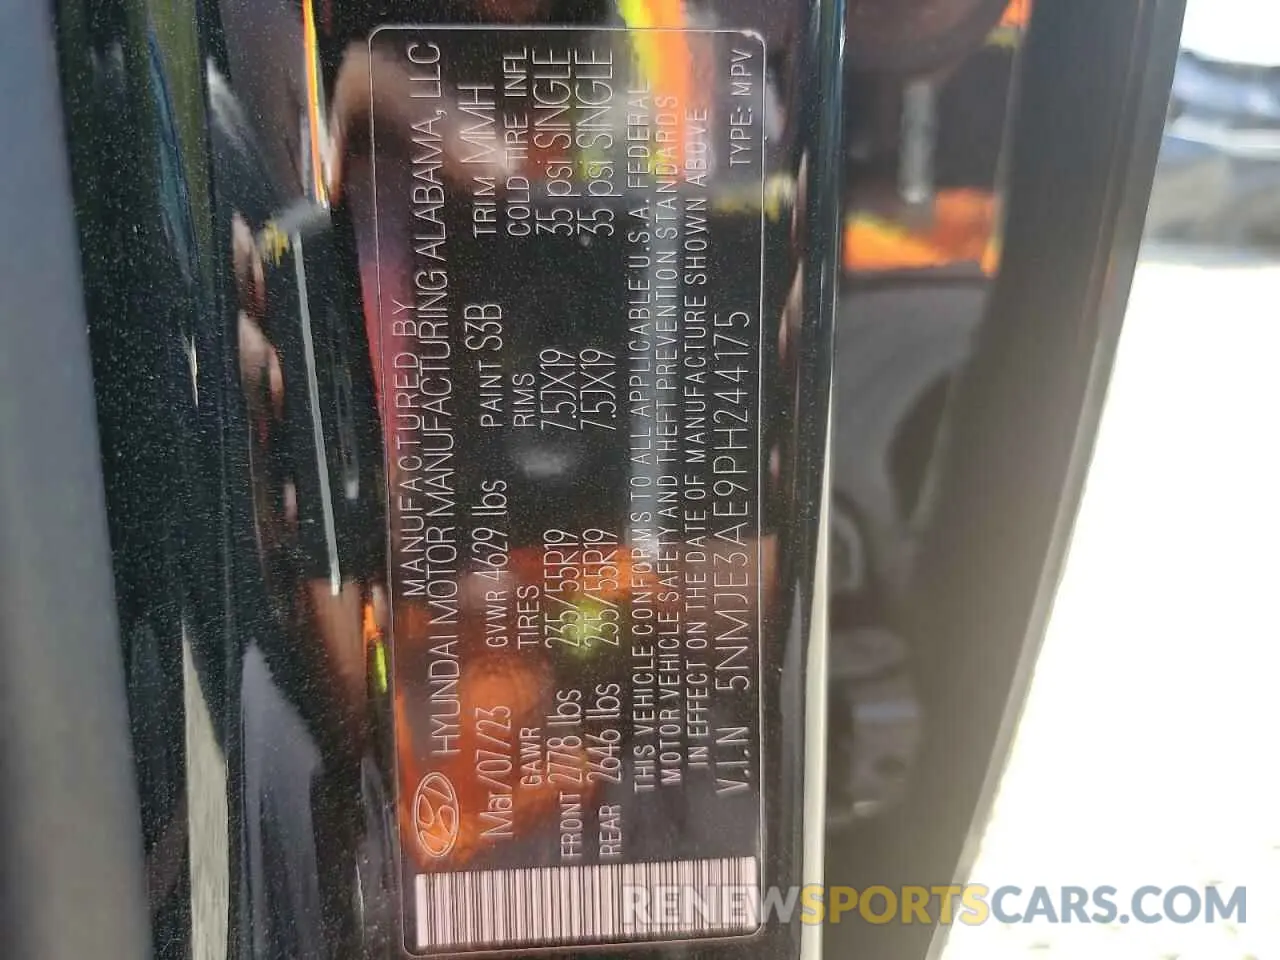 MANUFACTURED BY
HYUNDAI MOTOR MANUFACTURING ALABAMA, LLC
Mar/07/23 GVWR 4629 lbs PAINT S3B TRIM MMH
GAWR TIRES RIMS COLD TIRE INFL
FRONT 2778 lbs 235/55R19 7.5JX19 35 psi SINGLE
REAR 2646 lbs 235/55R19 7.5JX19 35 psi SINGLE
THIS VEHICLE CONFORMS TO ALL APPLICABLE U.S.A. FEDERAL
MOTOR VEHICLE SAFETY AND THEFT PREVENTION STANDARDS
IN EFFECT ON THE DATE OF MANUFACTURE SHOWN ABOVE
V.I.N 5NMJE3AE9PH244175 TYPE: MPV
RENEWSPORTSCARS.COM